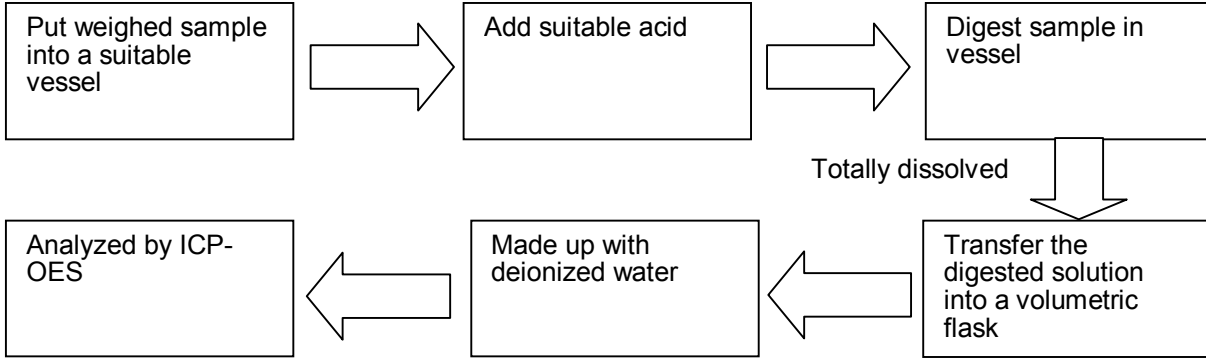 Put weighed sample
into a suitable
vessel
Add suitable acid
Digest sample in
vessel
Totally dissolved
Transfer the
digested solution
into a volumetric
flask
Made up with
deionized water
Analyzed by ICP-
OES